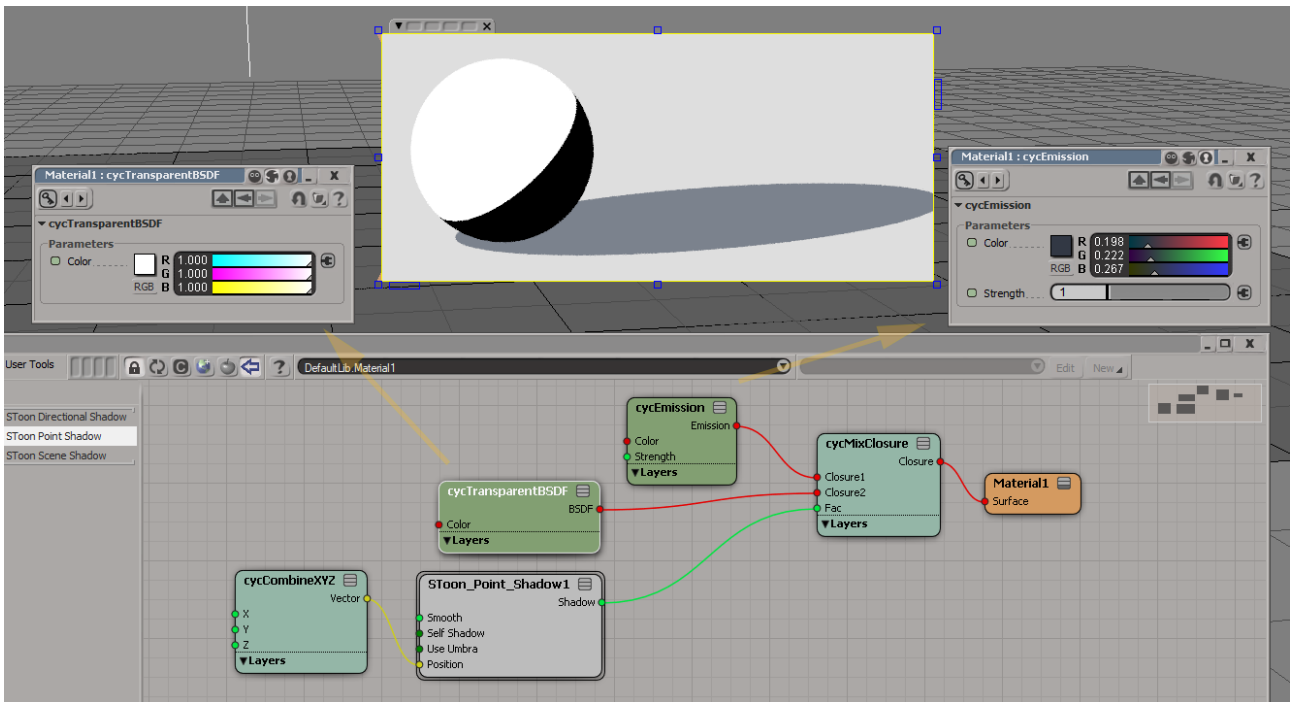 Material1 : cycTransparentBSDF
X
?
cycTransparentBSDF
Parameters
Color
R 1.000
G 1.000
RGB B 1.000
X
Material1 : cycEmission
X
?
cycEmission
Parameters
Color
R 0.198
G 0.222
RGB B 0.267
Strength 1
X
User Tools
C
?
DefaultLib.Material1
Edit
New
SToon Directional Shadow
SToon Point Shadow
SToon Scene Shadow
cycEmission
Emission
Color
Strength
Layers
cycMixClosure
Closure
Closure1
Closure2
Fac
Layers
Material1
Surface
cycTransparentBSDF
BSDF
Color
Layers
cycCombineXYZ
Vector
X
Y
Z
Layers
SToon_Point_Shadow1
Shadow
Smooth
Self Shadow
Use Umbra
Position